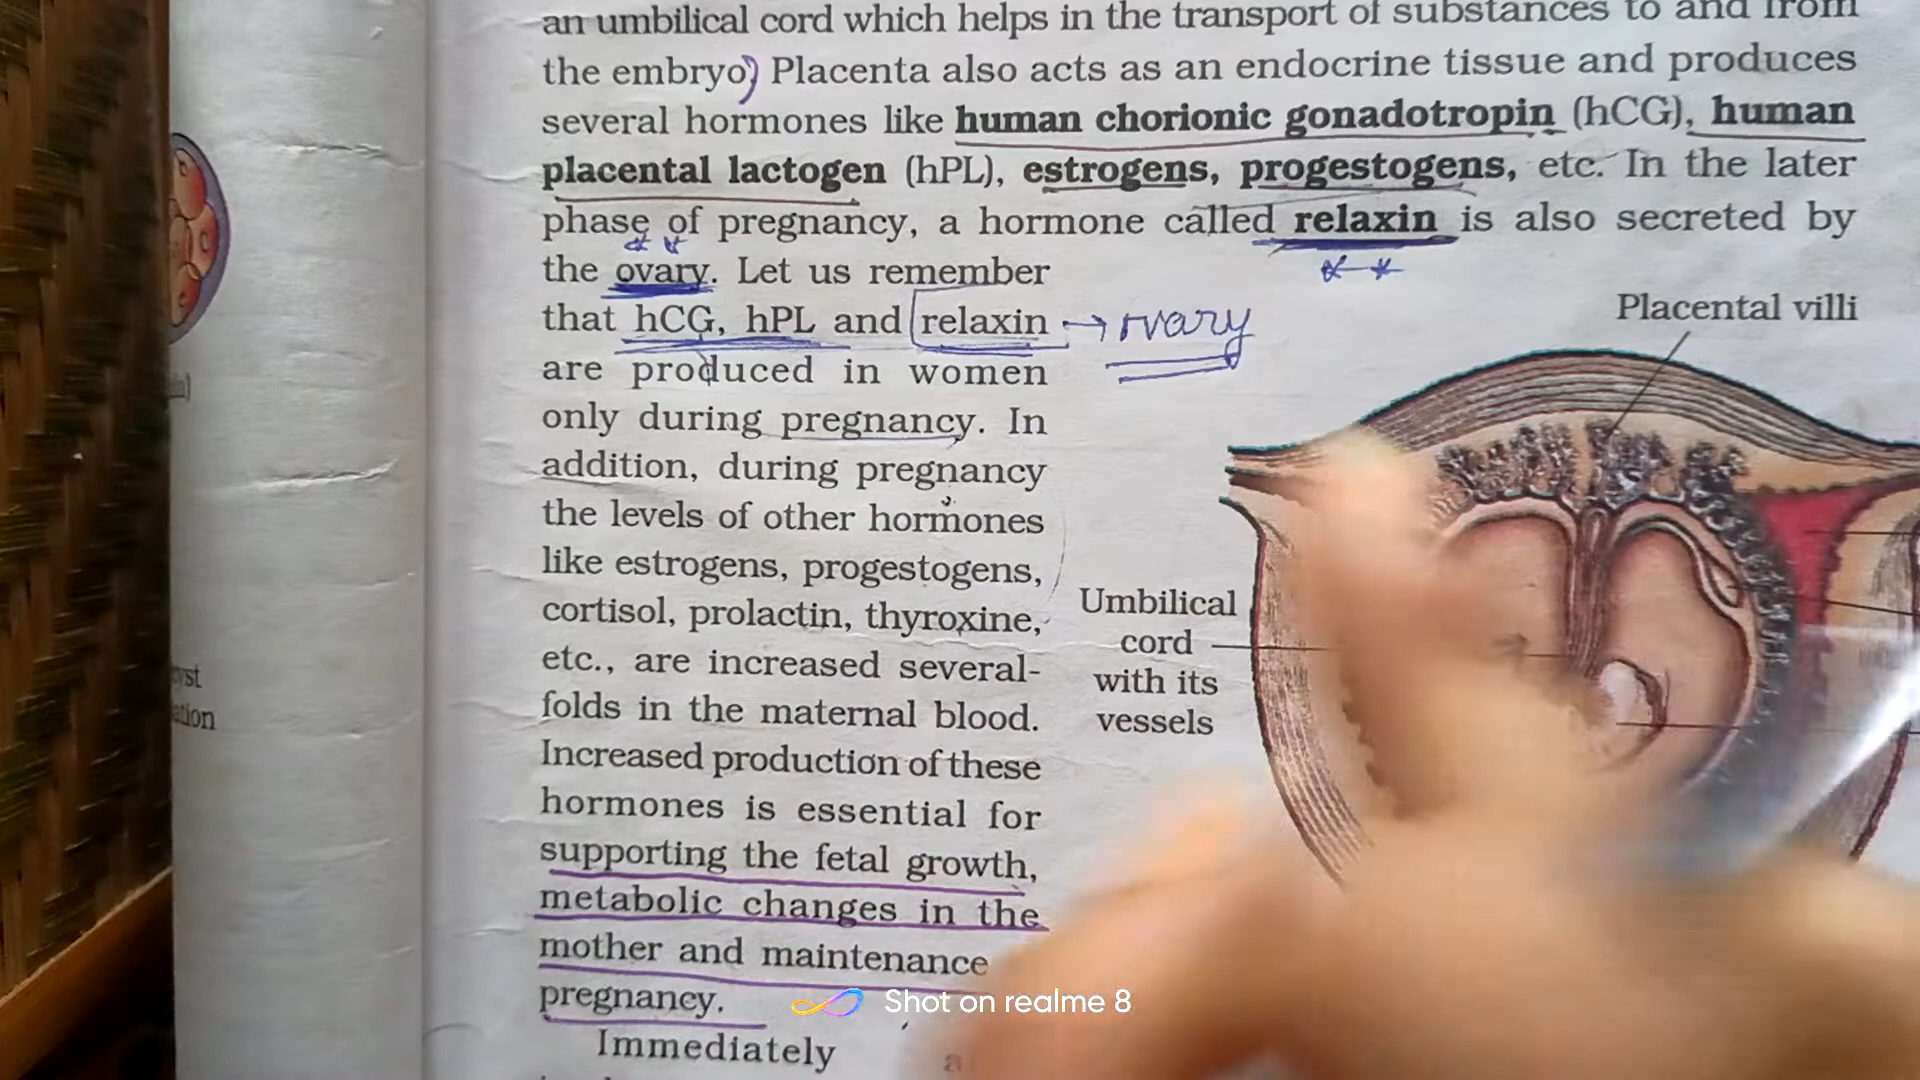 an umbilical cord which helps in the transport of substances to and from
the embryo) Placenta also acts as an endocrine tissue and produces
several hormones like human chorionic gonadotropin (hCG), human
placental lactogen (hPL), estrogens, progestogens, etc. In the later
phase of pregnancy, a hormone called relaxin is also secreted by
the ovary. Let us remember
that hCG, hPL and relaxin → ovary
are produced in women
only during pregnancy. In
addition, during pregnancy
the levels of other hormones
like estrogens, progestogens,
cortisol, prolactin, thyroxine,
etc., are increased several-
folds in the maternal blood.
Increased production of these
hormones is essential for
supporting the fetal growth,
metabolic changes in the
mother and maintenance
pregnancy.
Immediately
Placental villi
Umbilical
cord
with its
vessels
Shot on realme 8